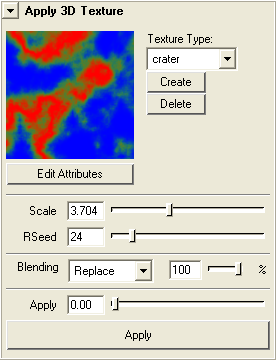 Apply 3D Texture
Texture Type:
crater
Create
Delete
Edit Attributes
Scale 3.704
RSeed 24
Blending Replace 100 %
Apply 0.00
Apply